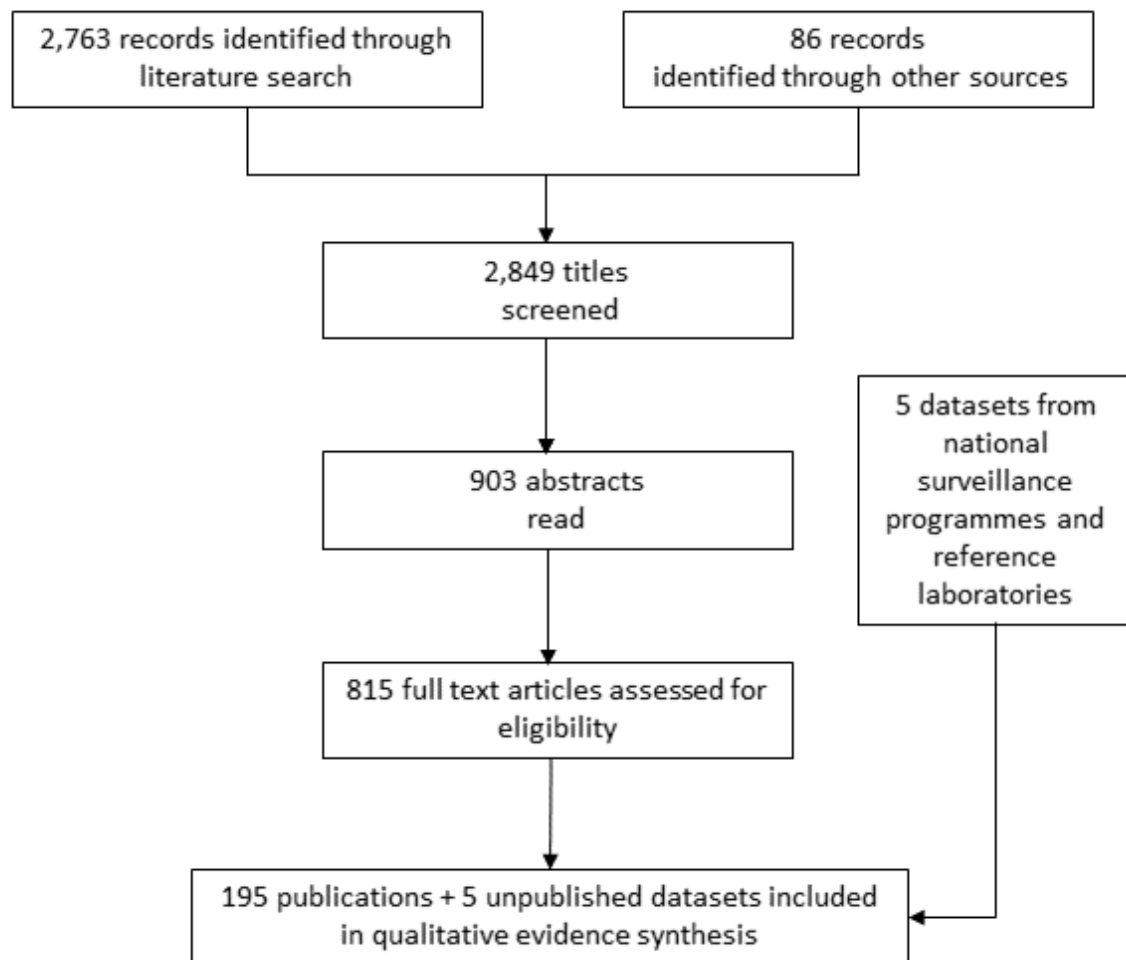 2,763 records identified through
literature search
86 records
identified through other sources
2,849 titles
screened
903 abstracts
read
5 datasets from
national
surveillance
programmes and
reference
laboratories
815 full text articles assessed for
eligibility
195 publications + 5 unpublished datasets included
in qualitative evidence synthesis